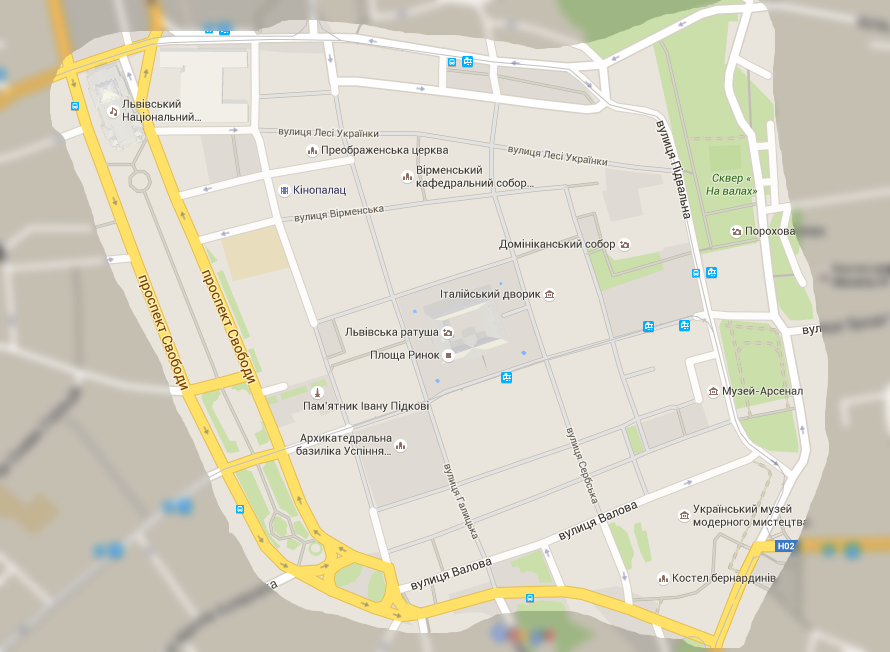 Львівський
Національний...
вулиця Лесі Українки
Преображенська церква
вулиця Лесі Українки
вулиця Підвальна
Вірменський
кафедральний собор...
Сквер «
На валах»
Кінопалац
вулиця Вірменська
Порохова
Домініканський собор
проспект Свободи
проспект Свободи
Італійський дворик
Львівська ратуша
Площа Ринок
вул
Музей-Арсенал
Пам'ятник Івану Підкові
Архикатедральна
базиліка Успіння...
вулиця Галицька
вулиця Сербська
вулиця Валова
Український музей
модерного мистецтва
H02
вулиця Валова
Костел бернардинів